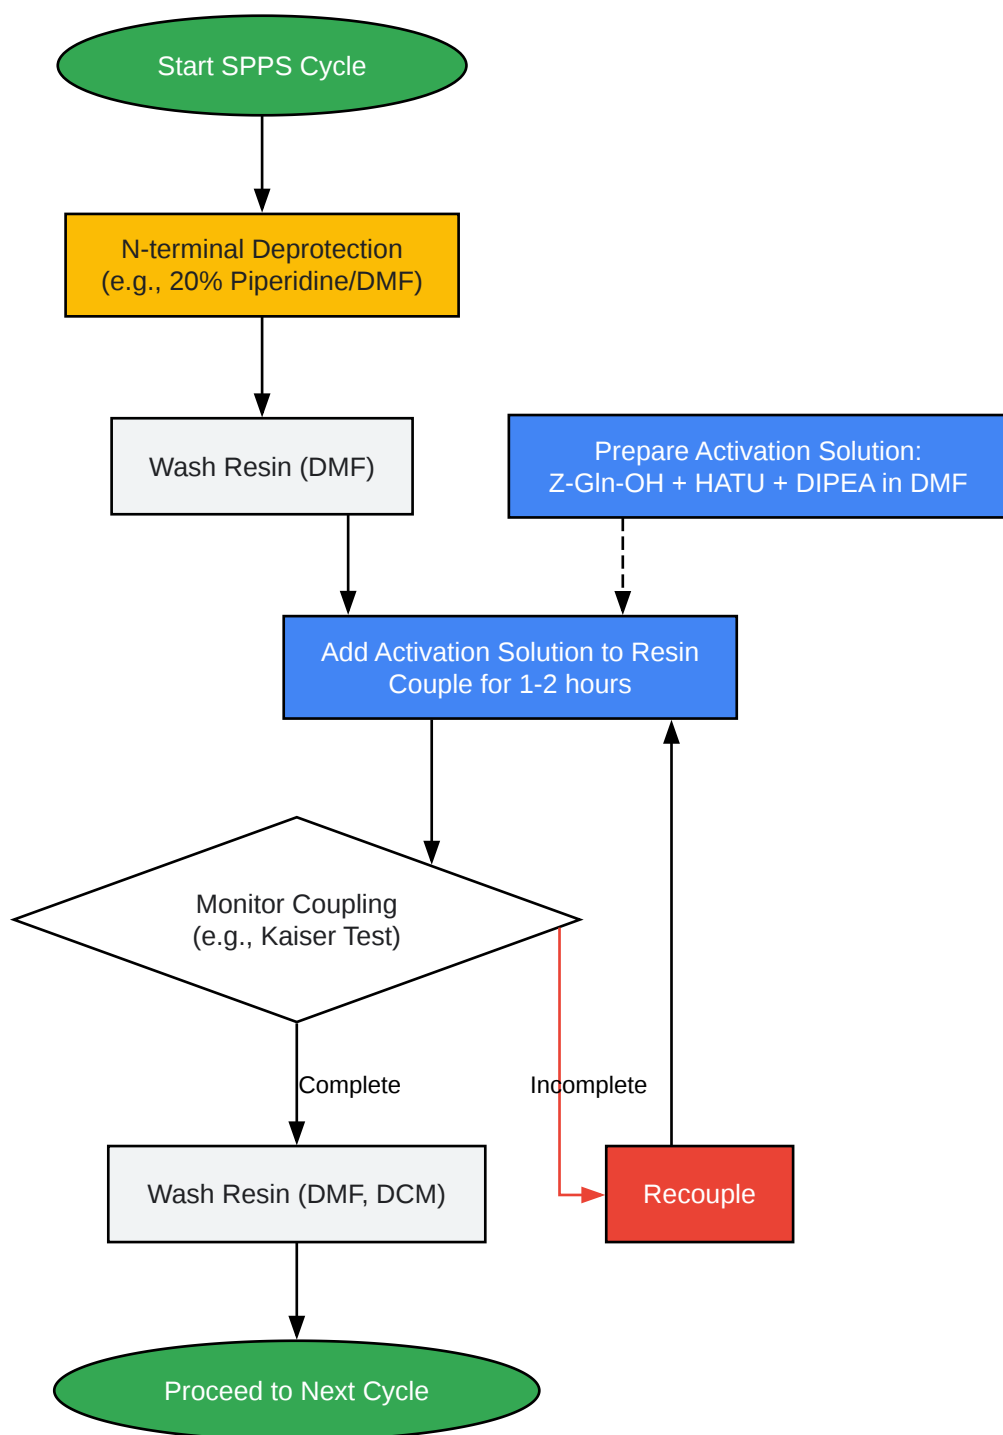 Start SPPS Cycle
N-terminal Deprotection
(e.g., 20% Piperidine/DMF)
Wash Resin (DMF)
Prepare Activation Solution:
Z-Gln-OH + HATU + DIPEA in DMF
Add Activation Solution to Resin
Couple for 1-2 hours
Monitor Coupling
(e.g., Kaiser Test)
Complete
Incomplete
Wash Resin (DMF, DCM)
Recouple
Proceed to Next Cycle